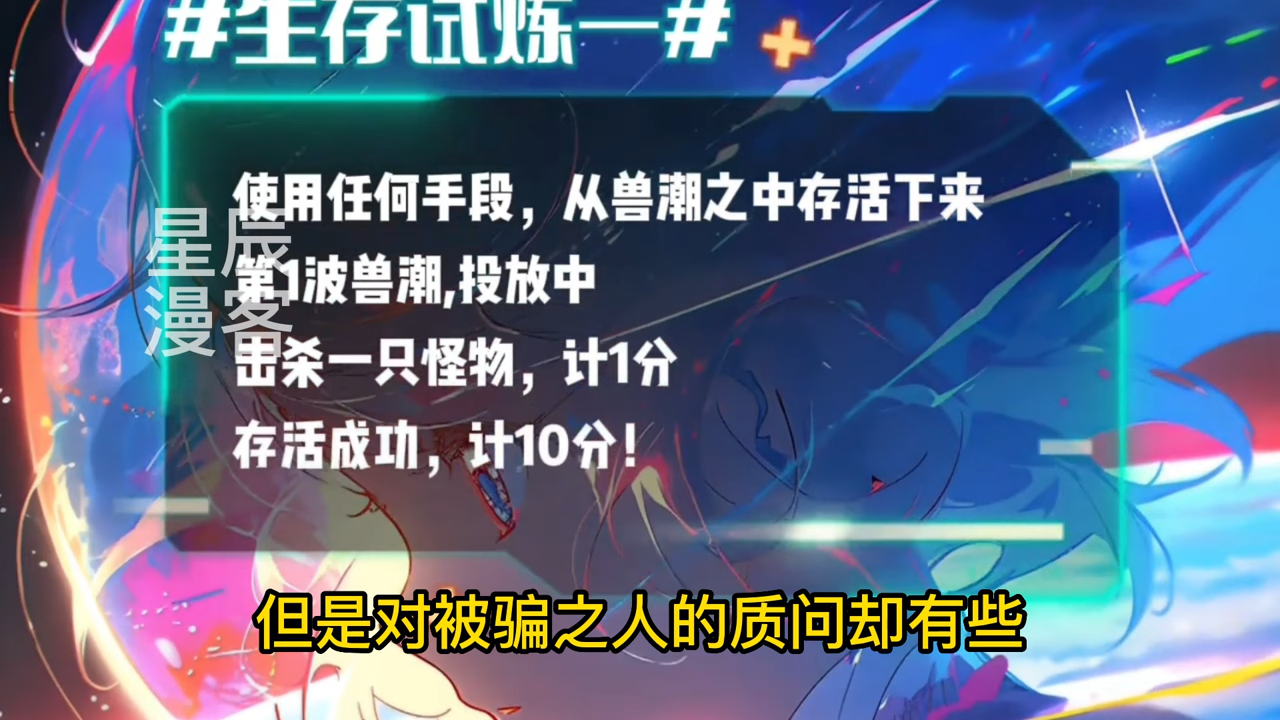 #生存试炼一#
使用任何手段，从兽潮之中存活下来
星辰
第1波兽潮,投放中
漫客
击杀一只怪物，计1分
存活成功，计10分！
但是对被骗之人的质问却有些